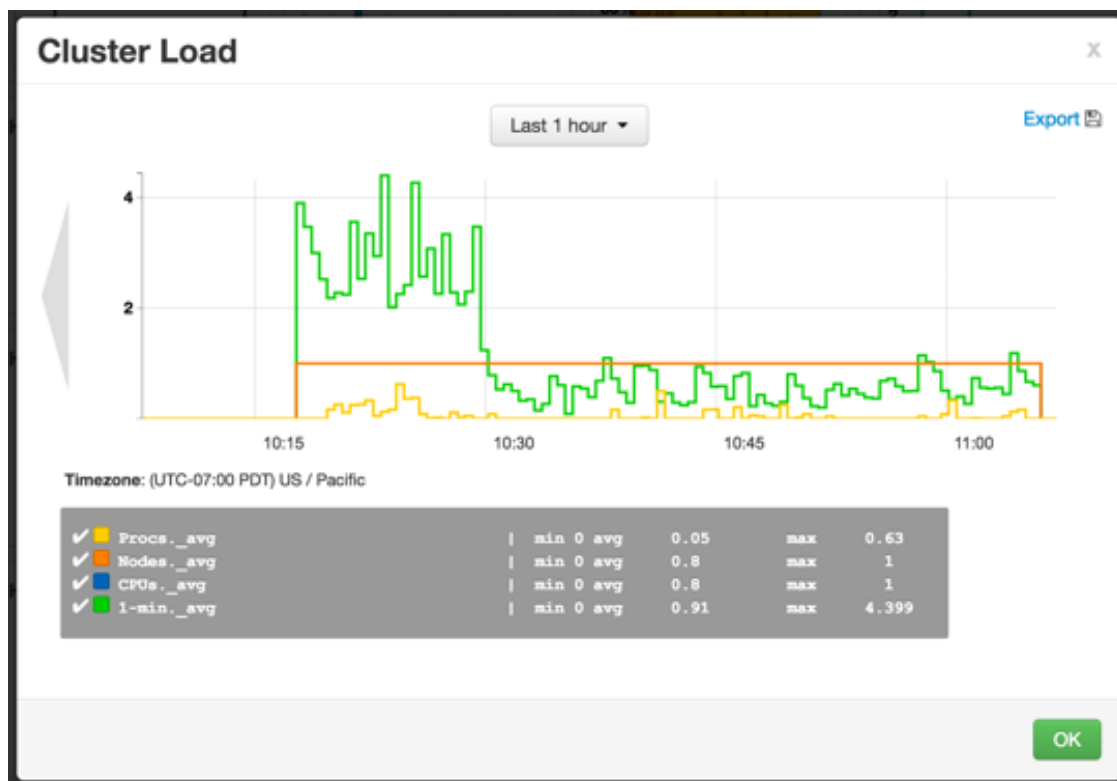 Cluster Load
x
Last 1 hour
Export
4
2
10:15 10:30 10:45 11:00
Timezone: (UTC-07:00 PDT) US / Pacific
Procs._avg | min 0 avg 0.05 max 0.63
Nodes._avg | min 0 avg 0.8 max 1
CPUs._avg | min 0 avg 0.8 max 1
1-min._avg | min 0 avg 0.91 max 4.399
OK